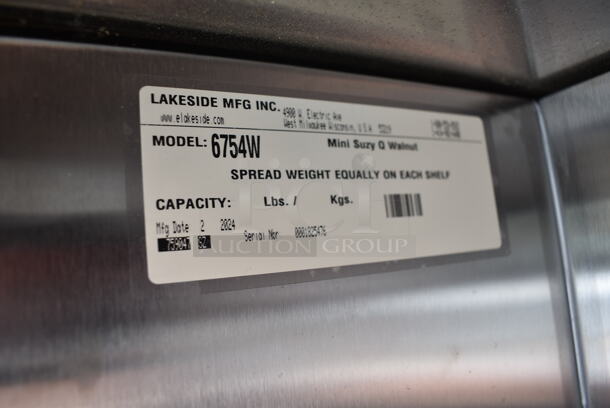 LAKESIDE MFG INC.
4900 W. Electric Ave
www.elakeside.com
West Milwaukee Wisconsin, U S A 53219
MODEL: 6754W
Mini Suzy Q Walnut
SPREAD WEIGHT EQUALLY ON EACH SHELF
CAPACITY: Lbs. / Kgs.
Mfg Date 2 2024
Serial Nbr 0001825476
AUCTION GROUP